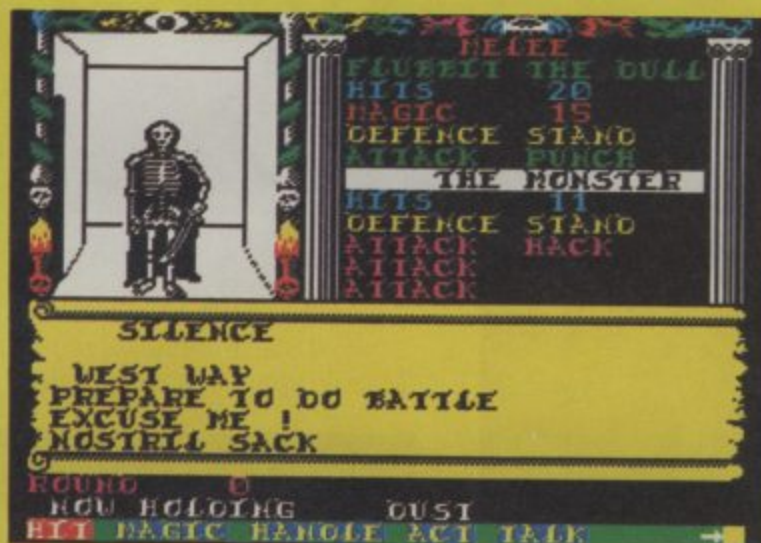 MELEE
FLUBBIT THE DULL
HITS 20
MAGIC 15
DEFENCE STAND
ATTACK PUNCH
THE MONSTER
HITS 11
DEFENCE STAND
ATTACK HACK
ATTACK
ATTACK
SILENCE
WEST WAY
PREPARE TO DO BATTLE
EXCUSE ME !
NOSTRIL SACK
ROUND 0
NOW HOLDING DUST
HIT MAGIC HANDLE ACT TALK →